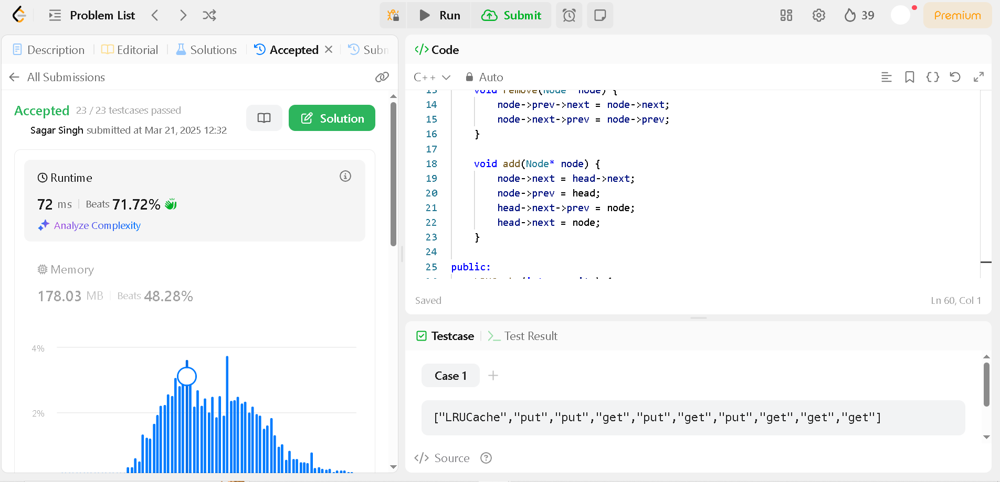 Problem List
Run
Submit
39
Premium
Description
Editorial
Solutions
Accepted
All Submissions
Accepted 23 / 23 testcases passed
Sagar Singh submitted at Mar 21, 2025 12:32
Solution
Runtime
72 ms | Beats 71.72%
Analyze Complexity
Memory
178.03 MB | Beats 48.28%
4%
2%
</> Code
C++
Auto
13 void remove(Node* node) {
14 node->prev->next = node->next;
15 node->next->prev = node->prev;
16 }
17
18 void add(Node* node) {
19 node->next = head->next;
20 node->prev = head;
21 head->next->prev = node;
22 head->next = node;
23 }
24
25 public:
Saved
Ln 60, Col 1
Testcase
Test Result
Case 1
["LRUCache","put","put","get","put","get","put","get","get","get"]
</> Source